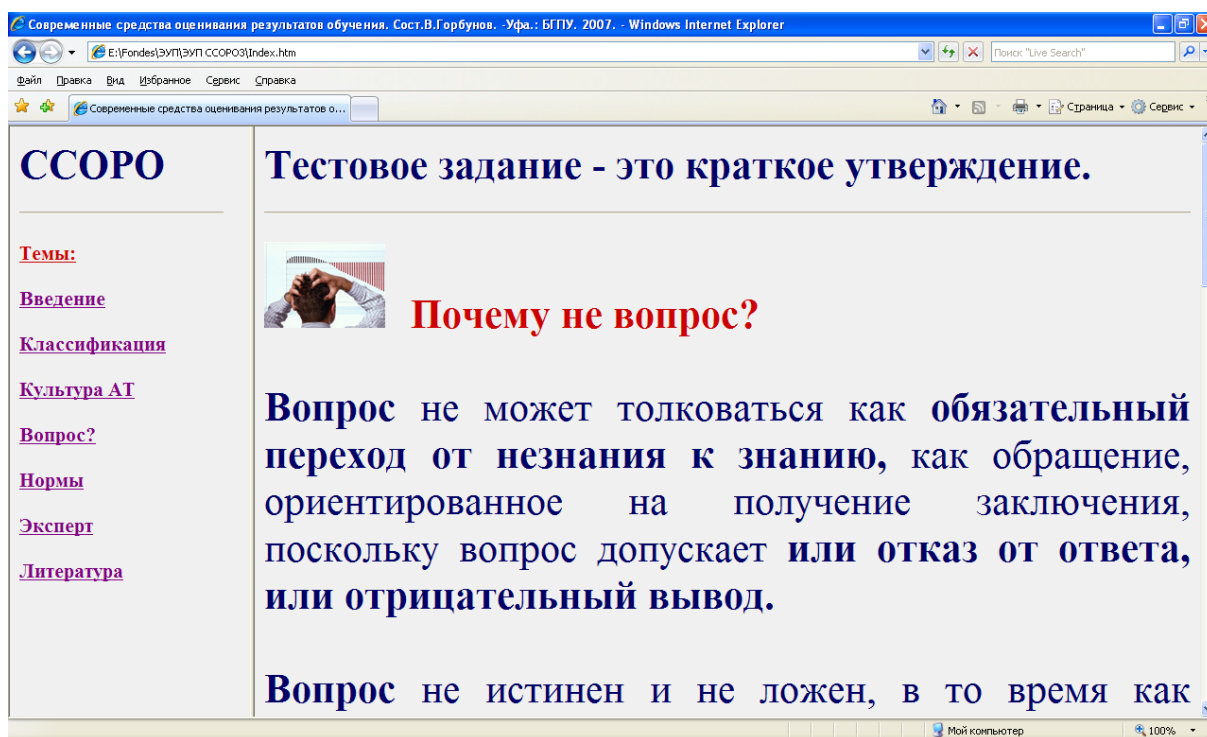 Современные средства оценивания результатов обучения. Сост.В.Горбунов. -Уфа.: БГПУ. 2007. - Windows Internet Explorer
E:\Fondes\ЭУП\ЭУП ССОРО3\Index.htm
Поиск "Live Search"
Файл Правка Вид Избранное Сервис Справка
Современные средства оценивания результатов о...
Страница
Сервис
ССОРО
Темы:
Введение
Классификация
Культура АТ
Вопрос?
Нормы
Эксперт
Литература
Тестовое задание - это краткое утверждение.
Почему не вопрос?
Вопрос не может толковаться как обязательный
переход от незнания к знанию, как обращение,
ориентированное на получение заключения,
поскольку вопрос допускает или отказ от ответа,
или отрицательный вывод.
Вопрос не истинен и не ложен, в то время как
Мой компьютер
100%